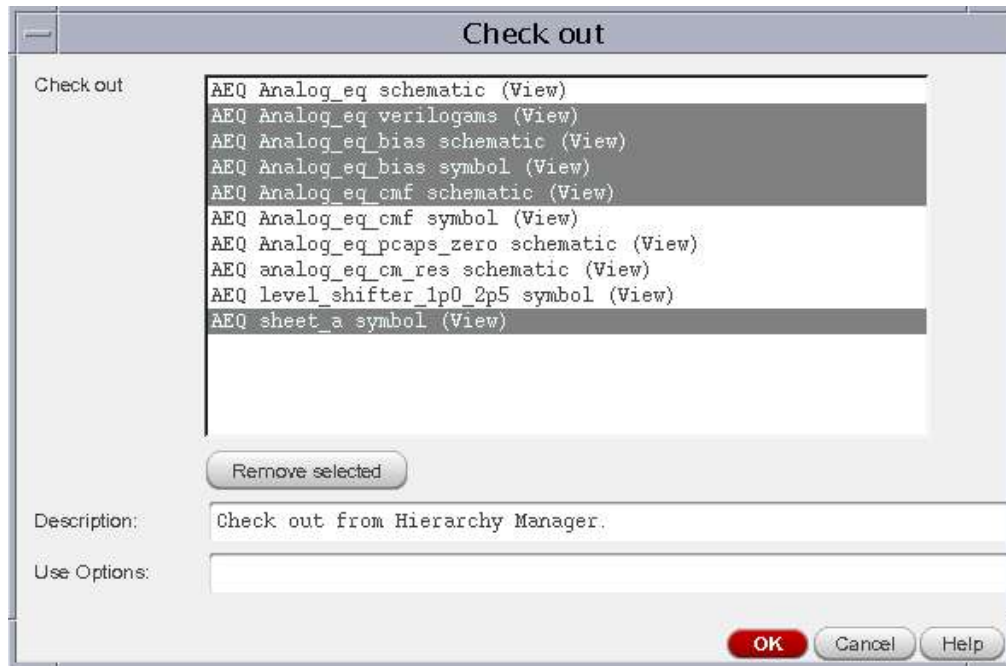 Check out
Check out
AEQ Analog_eq schematic (View)
AEQ Analog_eq verilogams (View)
AEQ Analog_eq_bias schematic (View)
AEQ Analog_eq_bias symbol (View)
AEQ Analog_eq_cmf schematic (View)
AEQ Analog_eq_cmf symbol (View)
AEQ Analog_eq_pcaps_zero schematic (View)
AEQ analog_eq_cm_res schematic (View)
AEQ level_shifter_1p0_2p5 symbol (View)
AEQ sheet_a symbol (View)
Remove selected
Description: Check out from Hierarchy Manager.
Use Options:
OK Cancel Help